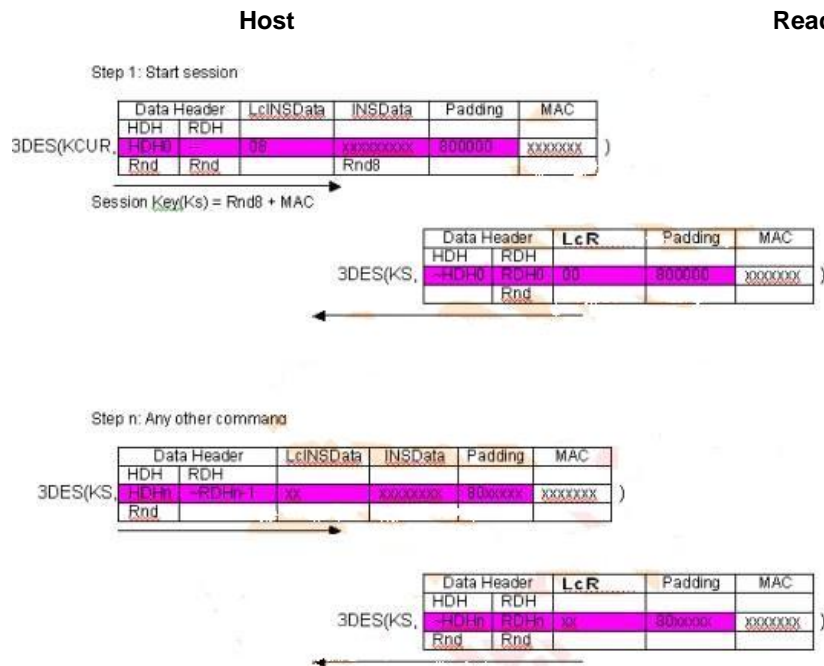 Host Reac
Step 1: Start session
Data Header LcINSData INSData Padding MAC
HDH RDH
3DES(KCUR, HDH0 -- 08 xxxxxxxxxx 800000 xxxxxxx )
Rnd Rnd Rnd8
Session Key(Ks) = Rnd8 + MAC
Data Header LcR Padding MAC
HDH RDH
3DES(KS, ~HDH0 RDH0 00 800000 xxxxxxx )
Rnd
Step n: Any other command
Data Header LcINSData INSData Padding MAC
HDH RDH
3DES(KS, HDHn ~RDHn-1 xx xxxxxxxx 80xxxxx xxxxxxx )
Rnd
Data Header LcR Padding MAC
HDH RDH
3DES(KS, ~HDHn RDHn xx 80xxxxx xxxxxxx )
Rnd Rnd